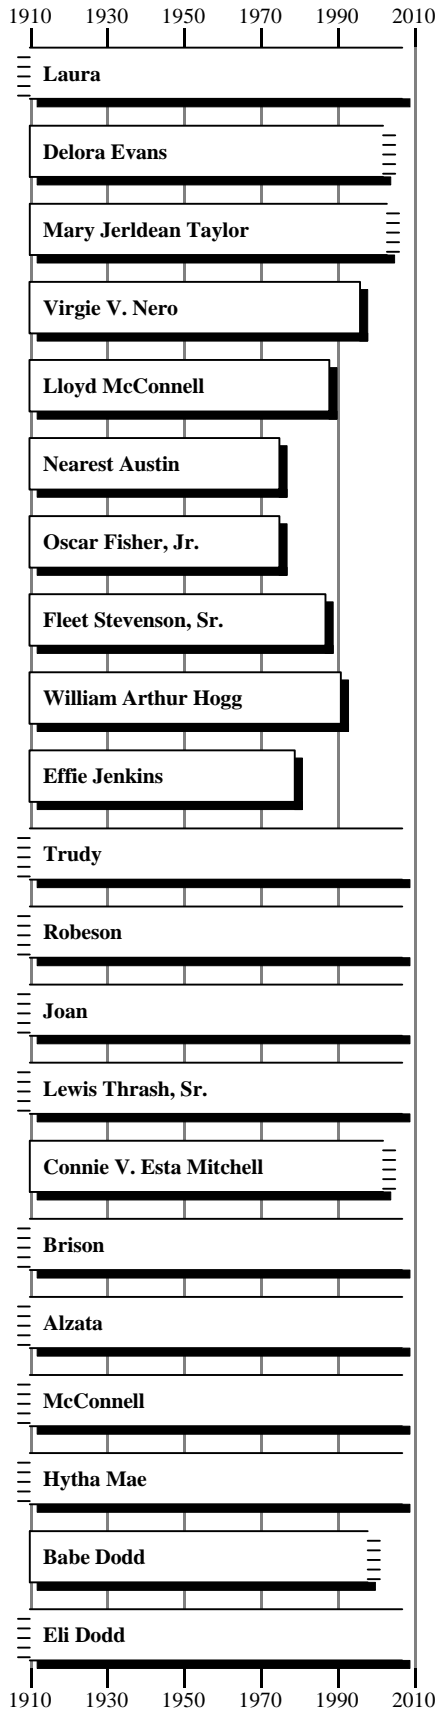 1910 1930 1950 1970 1990 2010
Laura
Delora Evans
Mary Jerldean Taylor
Virgie V. Nero
Lloyd McConnell
Nearest Austin
Oscar Fisher, Jr.
Fleet Stevenson, Sr.
William Arthur Hogg
Effie Jenkins
Trudy
Robeson
Joan
Lewis Thrash, Sr.
Connie V. Esta Mitchell
Brison
Alzata
McConnell
Hytha Mae
Babe Dodd
Eli Dodd
1910 1930 1950 1970 1990 2010